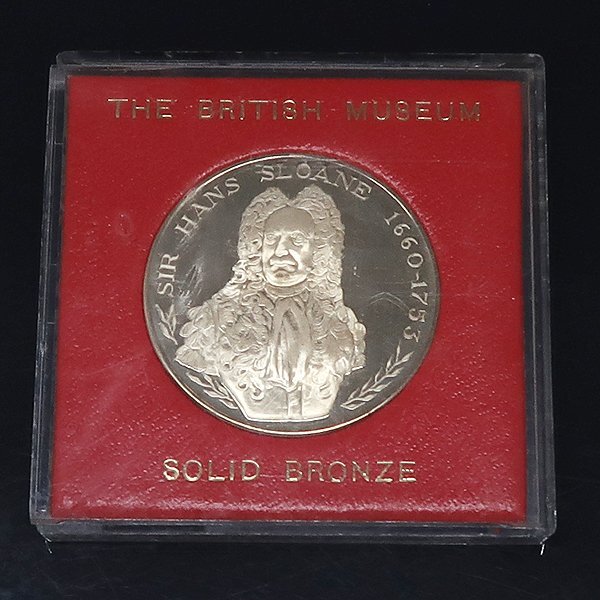 THE BRITISH MUSEUM
SIR HANS SLOANE 1660-1753
SOLID BRONZE